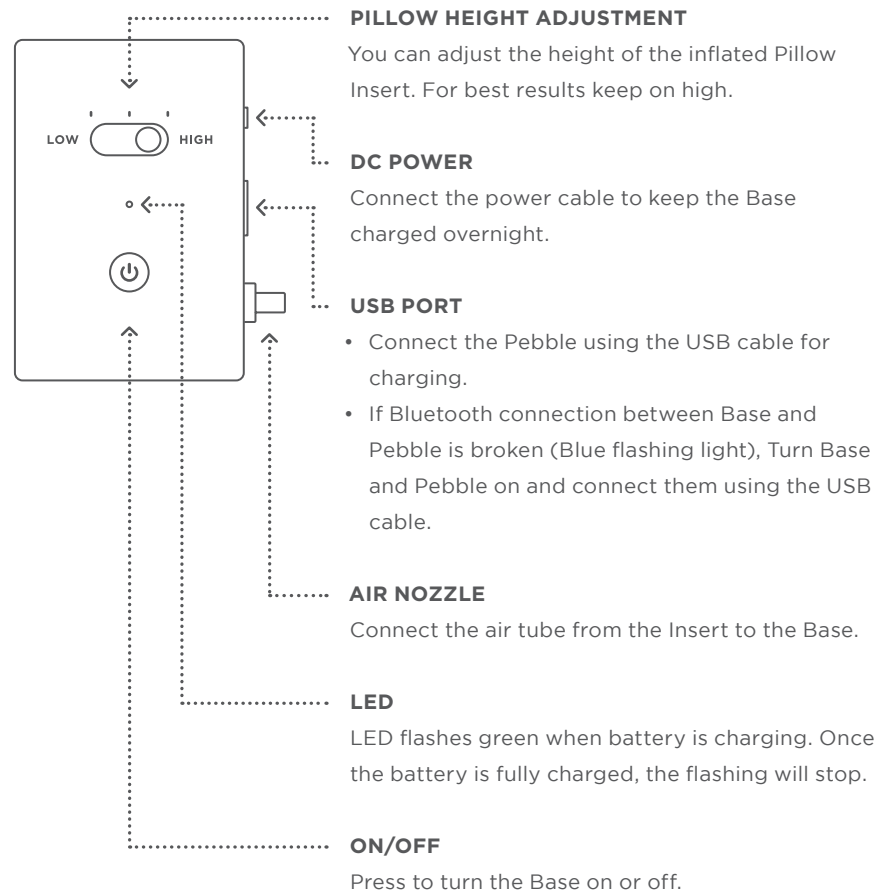 PILLOW HEIGHT ADJUSTMENT
You can adjust the height of the inflated Pillow
Insert. For best results keep on high.
LOW
HIGH
DC POWER
Connect the power cable to keep the Base
charged overnight.
USB PORT
• Connect the Pebble using the USB cable for
charging.
• If Bluetooth connection between Base and
Pebble is broken (Blue flashing light), Turn Base
and Pebble on and connect them using the USB
cable.
AIR NOZZLE
Connect the air tube from the Insert to the Base.
LED
LED flashes green when battery is charging. Once
the battery is fully charged, the flashing will stop.
ON/OFF
Press to turn the Base on or off.